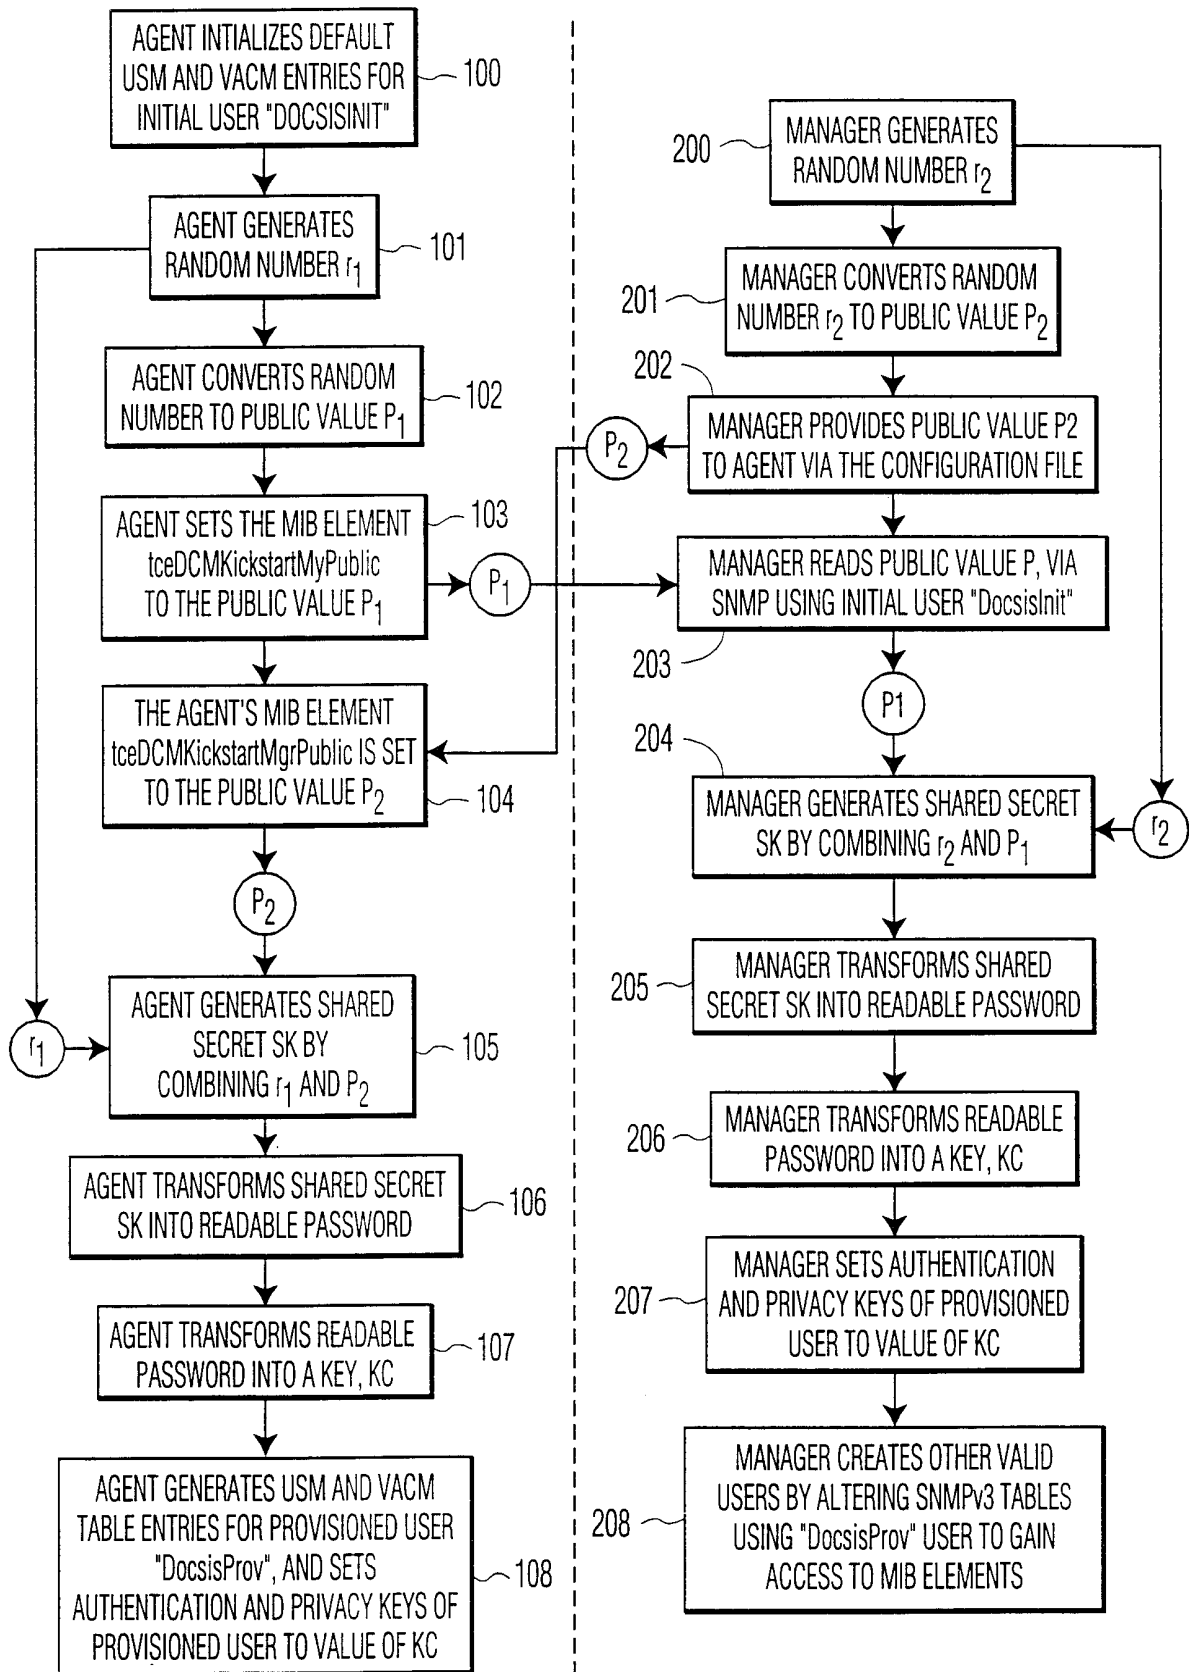 AGENT INTIALIZES DEFAULT
USM AND VACM ENTRIES FOR
INITIAL USER "DOCSISINIT"
100
AGENT GENERATES
RANDOM NUMBER r1
101
AGENT CONVERTS RANDOM
NUMBER TO PUBLIC VALUE P1
102
AGENT SETS THE MIB ELEMENT
tceDCMKickstartMyPublic
TO THE PUBLIC VALUE P1
103
P1
THE AGENT'S MIB ELEMENT
tceDCMKickstartMgrPublic IS SET
TO THE PUBLIC VALUE P2
104
P2
r1
AGENT GENERATES SHARED
SECRET SK BY
COMBINING r1 AND P2
105
AGENT TRANSFORMS SHARED SECRET
SK INTO READABLE PASSWORD
106
AGENT TRANSFORMS READABLE
PASSWORD INTO A KEY, KC
107
AGENT GENERATES USM AND VACM
TABLE ENTRIES FOR PROVISIONED USER
"DocsisProv", AND SETS
AUTHENTICATION AND PRIVACY KEYS OF
PROVISIONED USER TO VALUE OF KC
108
200
MANAGER GENERATES
RANDOM NUMBER r2
201
MANAGER CONVERTS RANDOM
NUMBER r2 TO PUBLIC VALUE P2
202
P2
MANAGER PROVIDES PUBLIC VALUE P2
TO AGENT VIA THE CONFIGURATION FILE
MANAGER READS PUBLIC VALUE P, VIA
SNMP USING INITIAL USER "DocsisInit"
203
P1
204
MANAGER GENERATES SHARED SECRET
SK BY COMBINING r2 AND P1
r2
205
MANAGER TRANSFORMS SHARED
SECRET SK INTO READABLE PASSWORD
206
MANAGER TRANSFORMS READABLE
PASSWORD INTO A KEY, KC
207
MANAGER SETS AUTHENTICATION
AND PRIVACY KEYS OF PROVISIONED
USER TO VALUE OF KC
208
MANAGER CREATES OTHER VALID
USERS BY ALTERING SNMPv3 TABLES
USING "DocsisProv" USER TO GAIN
ACCESS TO MIB ELEMENTS